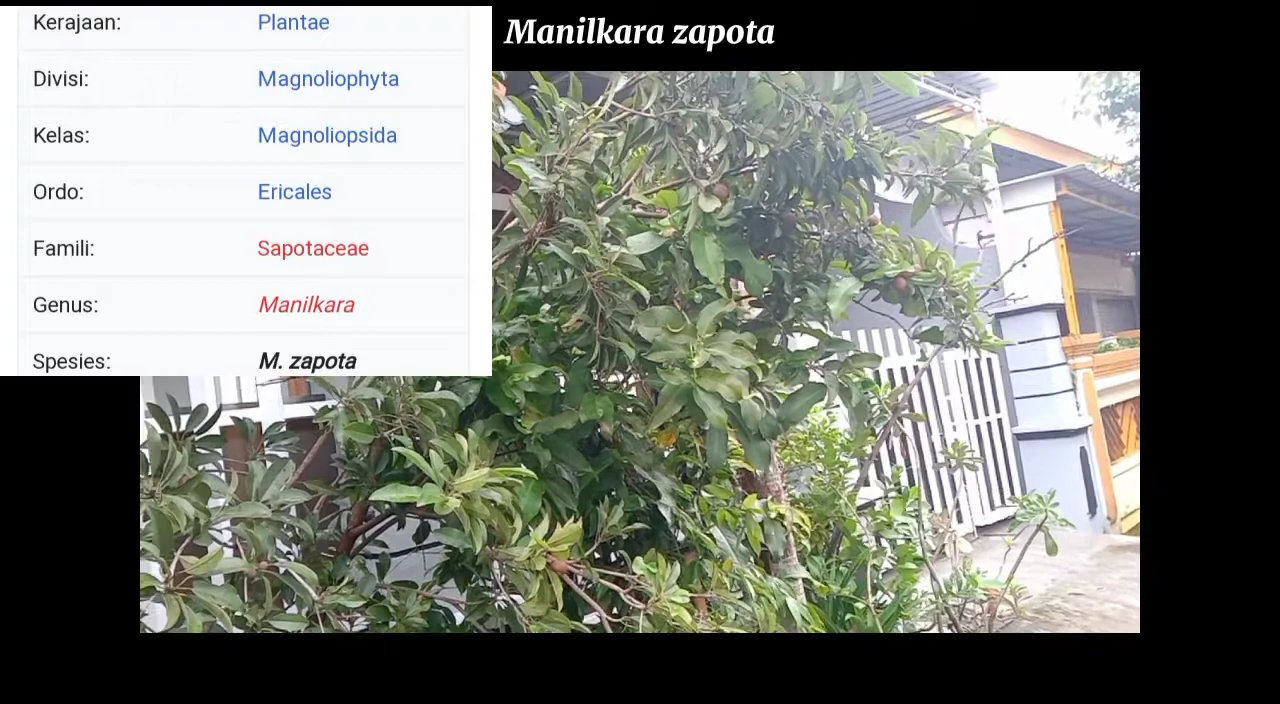 Manilkara zapota
Kerajaan: Plantae
Divisi: Magnoliophyta
Kelas: Magnoliopsida
Ordo: Ericales
Famili: Sapotaceae
Genus: Manilkara
Spesies: M. zapota